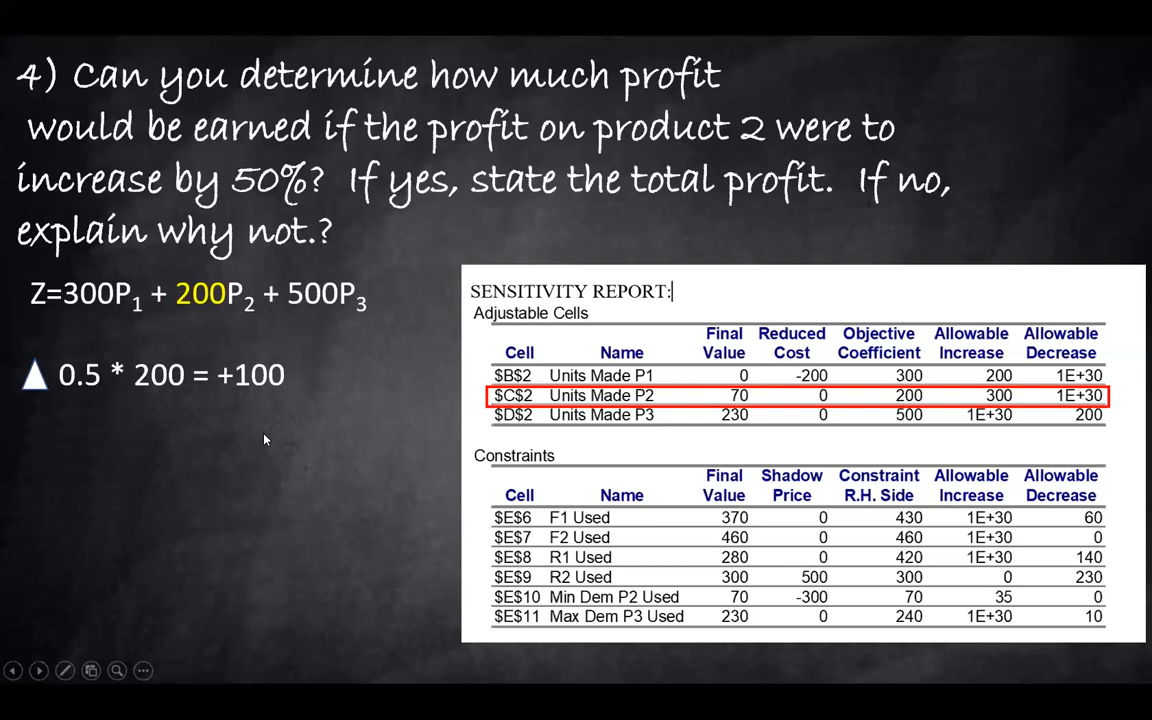 4) Can you determine how much profit
would be earned if the profit on product 2 were to
increase by 50%? If yes, state the total profit. If no,
explain why not.?
Z=300P1 + 200P2 + 500P3
0.5 * 200 = +100
SENSITIVITY REPORT:
Adjustable Cells
Final Reduced Objective Allowable Allowable
Cell Name Value Cost Coefficient Increase Decrease
$B$2 Units Made P1 0 -200 300 200 1E+30
$C$2 Units Made P2 70 0 200 300 1E+30
$D$2 Units Made P3 230 0 500 1E+30 200
Constraints
Final Shadow Constraint Allowable Allowable
Cell Name Value Price R.H. Side Increase Decrease
$E$6 F1 Used 370 0 430 1E+30 60
$E$7 F2 Used 460 0 460 1E+30 0
$E$8 R1 Used 280 0 420 1E+30 140
$E$9 R2 Used 300 500 300 0 230
$E$10 Min Dem P2 Used 70 -300 70 35 0
$E$11 Max Dem P3 Used 230 0 240 1E+30 10